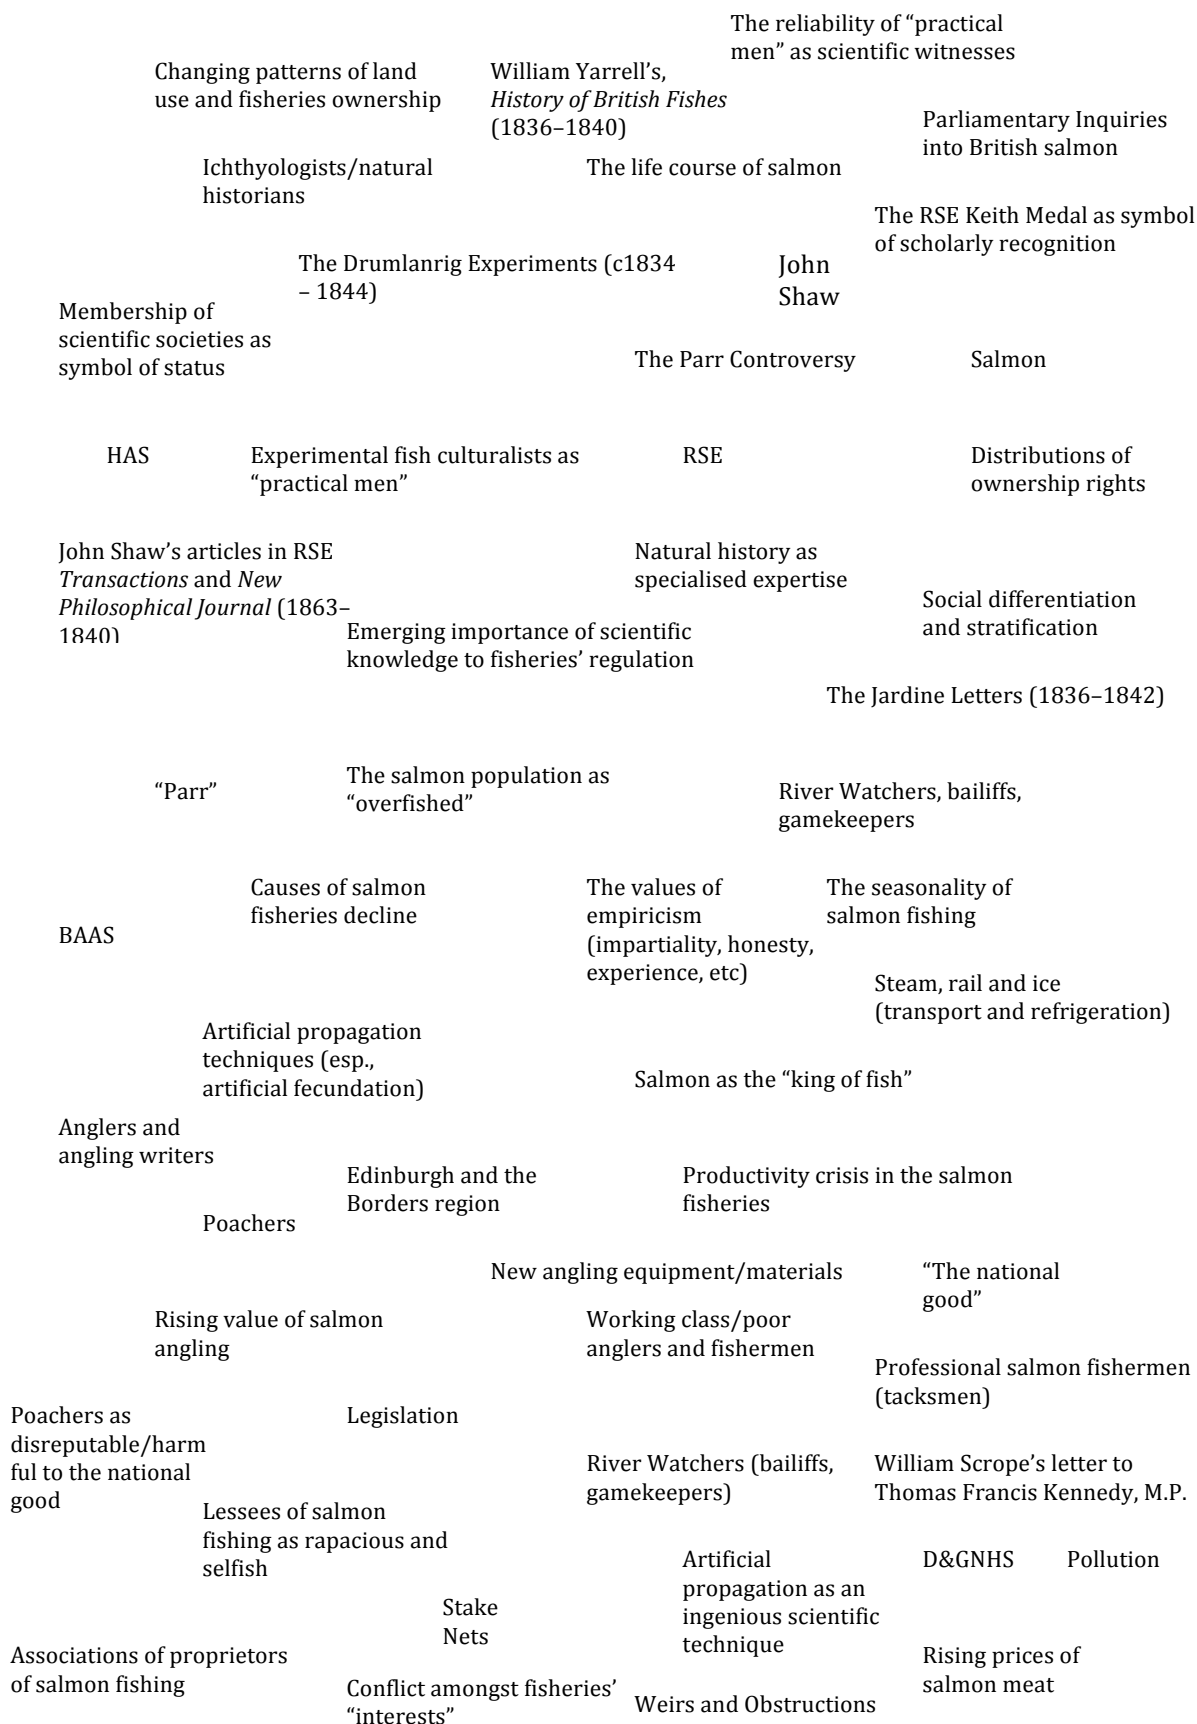 The reliability of “practical
men” as scientific witnesses
Changing patterns of land
use and fisheries ownership
William Yarrell’s,
History of British Fishes
(1836–1840)
Parliamentary Inquiries
into British salmon
Ichthyologists/natural
historians
The life course of salmon
The RSE Keith Medal as symbol
of scholarly recognition
The Drumlanrig Experiments (c1834
– 1844)
John
Shaw
Membership of
scientific societies as
symbol of status
The Parr Controversy
Salmon
HAS
Experimental fish culturalists as
“practical men”
RSE
Distributions of
ownership rights
John Shaw’s articles in RSE
Transactions and New
Philosophical Journal (1863–
1840)
Natural history as
specialised expertise
Social differentiation
and stratification
Emerging importance of scientific
knowledge to fisheries’ regulation
The Jardine Letters (1836–1842)
“Parr”
The salmon population as
“overfished”
River Watchers, bailiffs,
gamekeepers
Causes of salmon
fisheries decline
The values of
empiricism
(impartiality, honesty,
experience, etc)
The seasonality of
salmon fishing
BAAS
Steam, rail and ice
(transport and refrigeration)
Artificial propagation
techniques (esp.,
artificial fecundation)
Salmon as the “king of fish”
Anglers and
angling writers
Edinburgh and the
Borders region
Productivity crisis in the salmon
fisheries
Poachers
New angling equipment/materials
“The national
good”
Rising value of salmon
angling
Working class/poor
anglers and fishermen
Professional salmon fishermen
(tacksmen)
Poachers as
disreputable/harm
ful to the national
good
Legislation
River Watchers (bailiffs,
gamekeepers)
William Scrope’s letter to
Thomas Francis Kennedy, M.P.
Lessees of salmon
fishing as rapacious and
selfish
Artificial
propagation as an
ingenious scientific
technique
D&GNHS
Pollution
Stake
Nets
Associations of proprietors
of salmon fishing
Rising prices of
salmon meat
Conflict amongst fisheries’
“interests”
Weirs and Obstructions